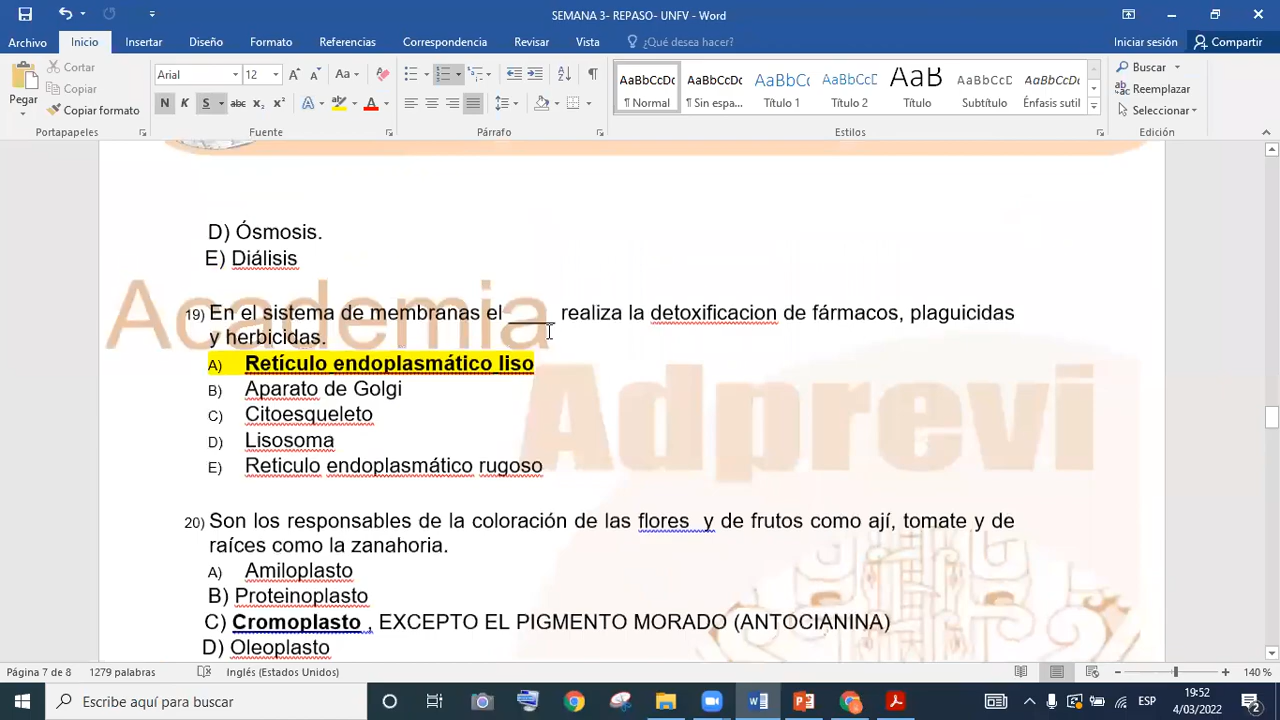 SEMANA 3- REPASO- UNFV - Word
Archivo Inicio Insertar Diseño Formato Referencias Correspondencia Revisar Vista ¿Qué desea hacer? Iniciar sesión Compartir
Pegar
Cortar
Copiar
Copiar formato
Arial 12 Aa
N K S abc x₂ x² A A
AaBbCcDc AaBbCcDc AaBbCc AaBbCcC AaB AaBbCcD AaBbCcDc
¶ Normal ¶ Sin espa... Título 1 Título 2 Título Subtítulo Énfasis sutil
Buscar
Reemplazar
Seleccionar
Portapapeles Fuente Párrafo Estilos Edición
D) Ósmosis.
E) Diálisis
Academia
Adprevi
19) En el sistema de membranas el ____ realiza la detoxificacion de fármacos, plaguicidas
y herbicidas.
A) Retículo endoplasmático liso
B) Aparato de Golgi
C) Citoesqueleto
D) Lisosoma
E) Reticulo endoplasmático rugoso
20) Son los responsables de la coloración de las flores y de frutos como ají, tomate y de
raíces como la zanahoria.
A) Amiloplasto
B) Proteinoplasto
C) Cromoplasto , EXCEPTO EL PIGMENTO MORADO (ANTOCIANINA)
D) Oleoplasto
Página 7 de 8 1279 palabras Inglés (Estados Unidos) 140 %
Escribe aquí para buscar
ESP
19:52
4/03/2022
2